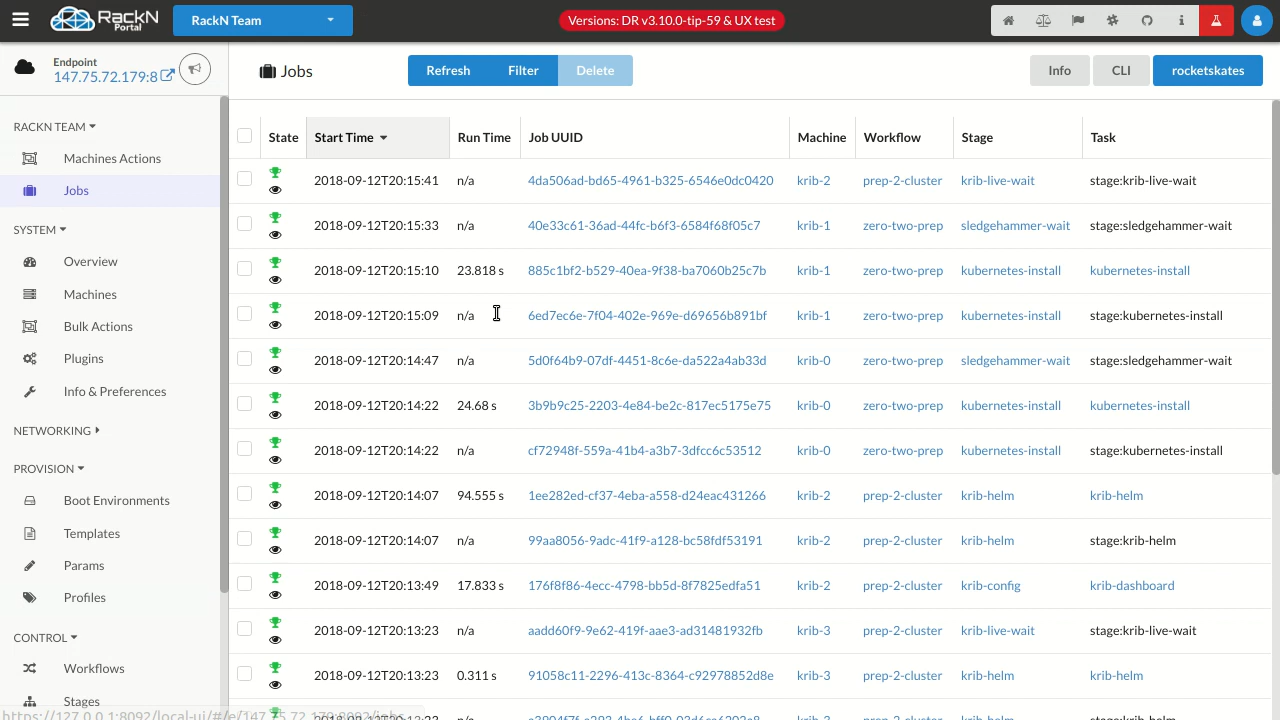 RACKN Portal
RackN Team
Versions: DR v3.10.0-tip-59 & UX test
Endpoint
147.75.72.179:8
Jobs
Refresh Filter Delete
Info CLI rocketskates
RACKN TEAM
Machines Actions
Jobs
SYSTEM
Overview
Machines
Bulk Actions
Plugins
Info & Preferences
NETWORKING
PROVISION
Boot Environments
Templates
Params
Profiles
CONTROL
Workflows
Stages
State Start Time Run Time Job UUID Machine Workflow Stage Task
2018-09-12T20:15:41 n/a 4da506ad-bd65-4961-b325-6546e0dc0420 krib-2 prep-2-cluster krib-live-wait stage:krib-live-wait
2018-09-12T20:15:33 n/a 40e33c61-36ad-44fc-b6f3-6584f68f05c7 krib-1 zero-two-prep sledgehammer-wait stage:sledgehammer-wait
2018-09-12T20:15:10 23.818 s 885c1bf2-b529-40ea-9f38-ba7060b25c7b krib-1 zero-two-prep kubernetes-install kubernetes-install
2018-09-12T20:15:09 n/a 6ed7ec6e-7f04-402e-969e-d69656b891bf krib-1 zero-two-prep kubernetes-install stage:kubernetes-install
2018-09-12T20:14:47 n/a 5d0f64b9-07df-4451-8c6e-da522a4ab33d krib-0 zero-two-prep sledgehammer-wait stage:sledgehammer-wait
2018-09-12T20:14:22 24.68 s 3b9b9c25-2203-4e84-be2c-817ec5175e75 krib-0 zero-two-prep kubernetes-install kubernetes-install
2018-09-12T20:14:22 n/a cf72948f-559a-41b4-a3b7-3dfcc6c53512 krib-0 zero-two-prep kubernetes-install stage:kubernetes-install
2018-09-12T20:14:07 94.555 s 1ee282ed-cf37-4eba-a558-d24eac431266 krib-2 prep-2-cluster krib-helm krib-helm
2018-09-12T20:14:07 n/a 99aa8056-9adc-41f9-a128-bc58fdf53191 krib-2 prep-2-cluster krib-helm stage:krib-helm
2018-09-12T20:13:49 17.833 s 176f8f86-4ecc-4798-bb5d-8f7825edfa51 krib-2 prep-2-cluster krib-config krib-dashboard
2018-09-12T20:13:23 n/a aadd60f9-9e62-419f-aae3-ad31481932fb krib-3 prep-2-cluster krib-live-wait stage:krib-live-wait
2018-09-12T20:13:23 0.311 s 91058c11-2296-413c-8364-c92978852d8e krib-3 prep-2-cluster krib-helm krib-helm